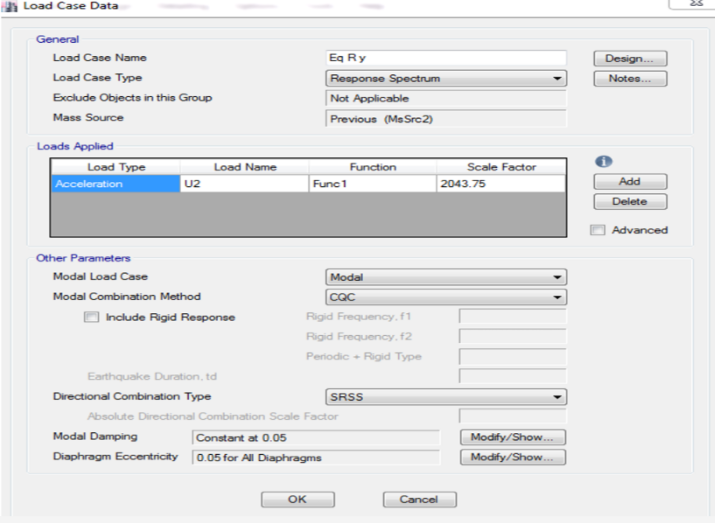 Load Case Data
General
Load Case Name Eq R y Design...
Load Case Type Response Spectrum Notes...
Exclude Objects in this Group Not Applicable
Mass Source Previous (MsSrc2)
Loads Applied
Load Type Load Name Function Scale Factor
Acceleration U2 Func1 2043.75 Add
Delete
Advanced
Other Parameters
Modal Load Case Modal
Modal Combination Method CQC
Include Rigid Response Rigid Frequency, f1
Rigid Frequency, f2
Periodic + Rigid Type
Earthquake Duration, td
Directional Combination Type SRSS
Absolute Directional Combination Scale Factor
Modal Damping Constant at 0.05 Modify/Show...
Diaphragm Eccentricity 0.05 for All Diaphragms Modify/Show...
OK Cancel